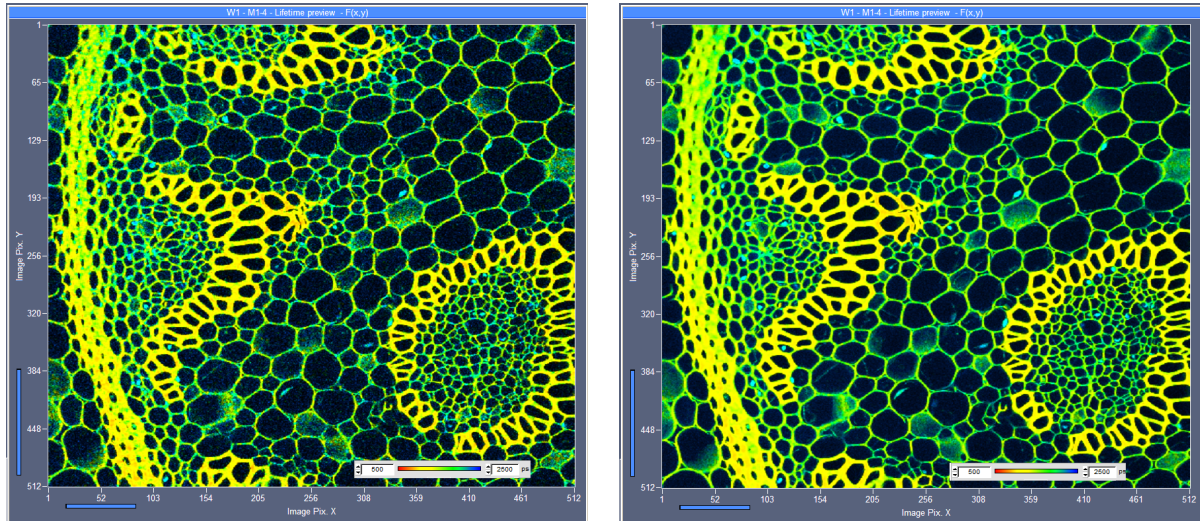 W1 - M1-4 - Lifetime preview - F(x,y)
1
65
129
193
256
320
384
448
512
Image Pix. Y
500 2500 ps
1 52 103 154 205 256 308 359 410 461 512
Image Pix. X
W1 - M1-4 - Lifetime preview - F(x,y)
1
65
129
193
256
320
384
448
512
Image Pix. Y
500 2500 ps
1 52 103 154 205 256 308 359 410 461 512
Image Pix. X